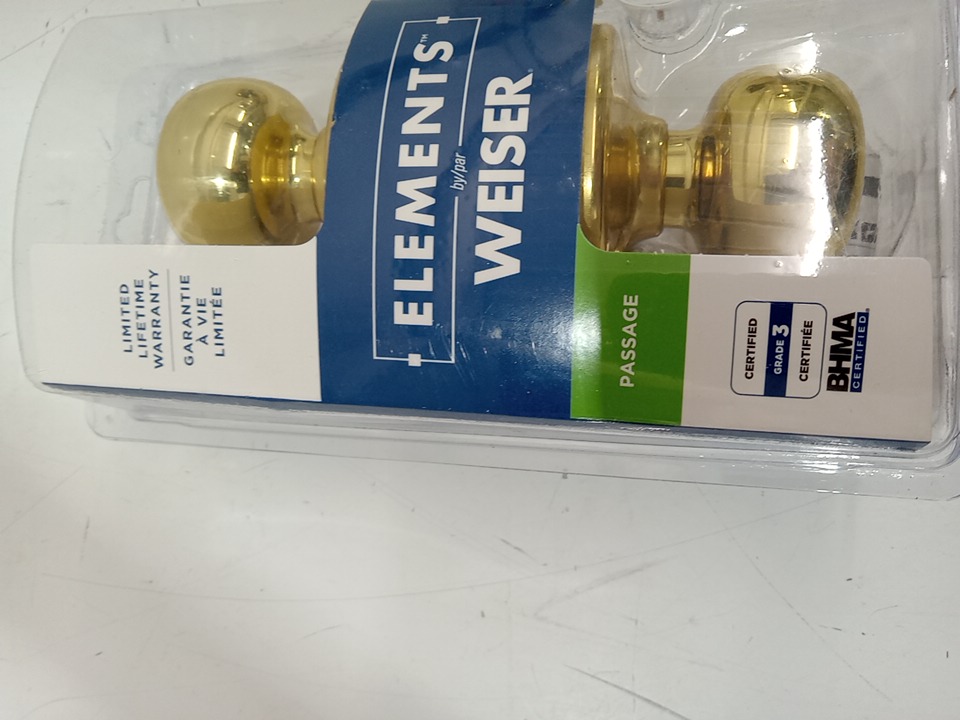 ELEMENTS™
by/par
WEISER
LIMITED
LIFETIME
WARRANTY
GARANTIE
À VIE
LIMITÉE
PASSAGE
CERTIFIED
GRADE 3
CERTIFIÉE
BHMA
CERTIFIED